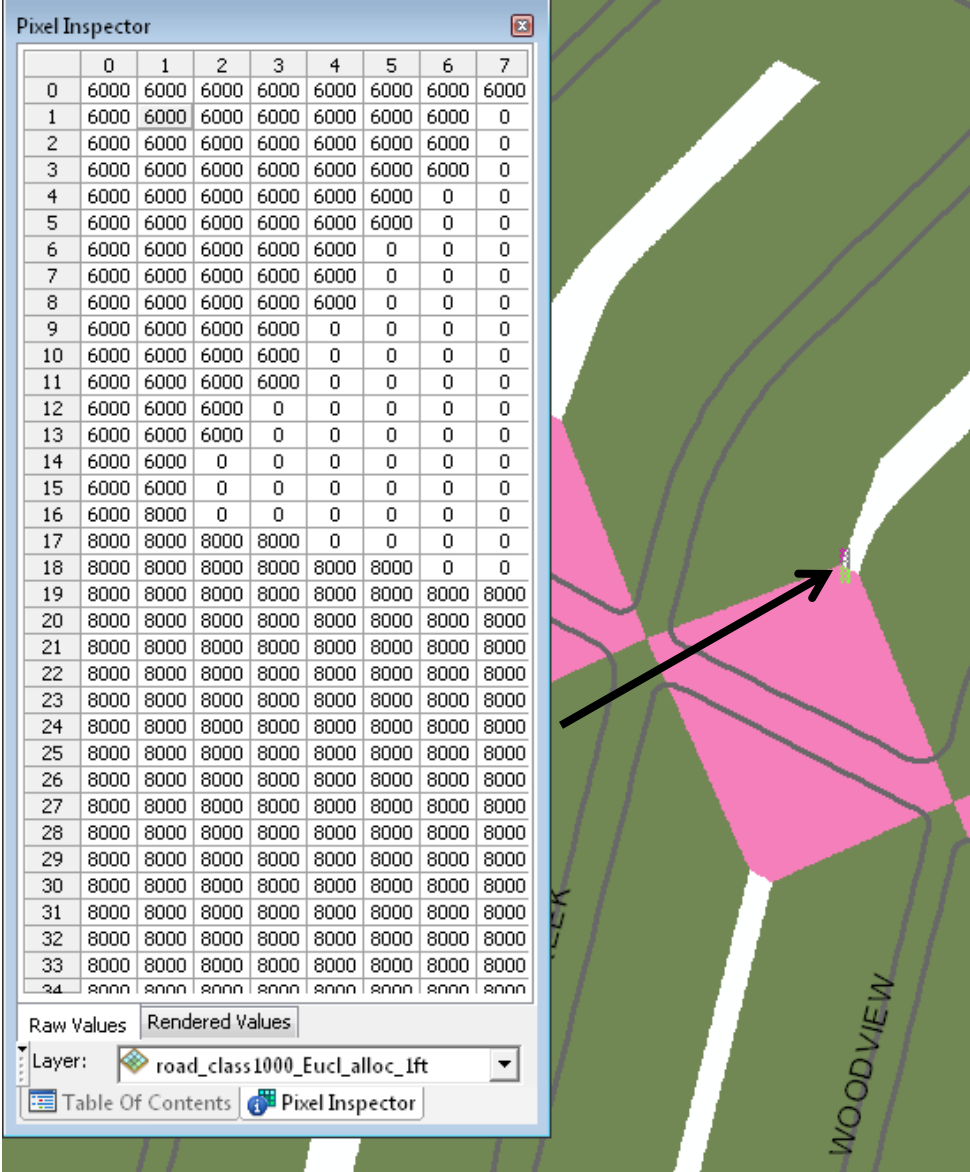 Pixel Inspector
0 1 2 3 4 5 6 7
0 6000 6000 6000 6000 6000 6000 6000 6000
1 6000 6000 6000 6000 6000 6000 6000 0
2 6000 6000 6000 6000 6000 6000 6000 0
3 6000 6000 6000 6000 6000 6000 6000 0
4 6000 6000 6000 6000 6000 6000 0 0
5 6000 6000 6000 6000 6000 6000 0 0
6 6000 6000 6000 6000 6000 0 0 0
7 6000 6000 6000 6000 6000 0 0 0
8 6000 6000 6000 6000 6000 0 0 0
9 6000 6000 6000 6000 0 0 0 0
10 6000 6000 6000 6000 0 0 0 0
11 6000 6000 6000 6000 0 0 0 0
12 6000 6000 6000 0 0 0 0 0
13 6000 6000 6000 0 0 0 0 0
14 6000 6000 0 0 0 0 0 0
15 6000 6000 0 0 0 0 0 0
16 6000 8000 0 0 0 0 0 0
17 8000 8000 8000 8000 0 0 0 0
18 8000 8000 8000 8000 8000 8000 0 0
19 8000 8000 8000 8000 8000 8000 8000 8000
20 8000 8000 8000 8000 8000 8000 8000 8000
21 8000 8000 8000 8000 8000 8000 8000 8000
22 8000 8000 8000 8000 8000 8000 8000 8000
23 8000 8000 8000 8000 8000 8000 8000 8000
24 8000 8000 8000 8000 8000 8000 8000 8000
25 8000 8000 8000 8000 8000 8000 8000 8000
26 8000 8000 8000 8000 8000 8000 8000 8000
27 8000 8000 8000 8000 8000 8000 8000 8000
28 8000 8000 8000 8000 8000 8000 8000 8000
29 8000 8000 8000 8000 8000 8000 8000 8000
30 8000 8000 8000 8000 8000 8000 8000 8000
31 8000 8000 8000 8000 8000 8000 8000 8000
32 8000 8000 8000 8000 8000 8000 8000 8000
33 8000 8000 8000 8000 8000 8000 8000 8000
34 8000 8000 8000 8000 8000 8000 8000 8000
Raw Values Rendered Values
Layer: road_class1000_Eucl_alloc_1ft
Table Of Contents Pixel Inspector
WOODVIEW